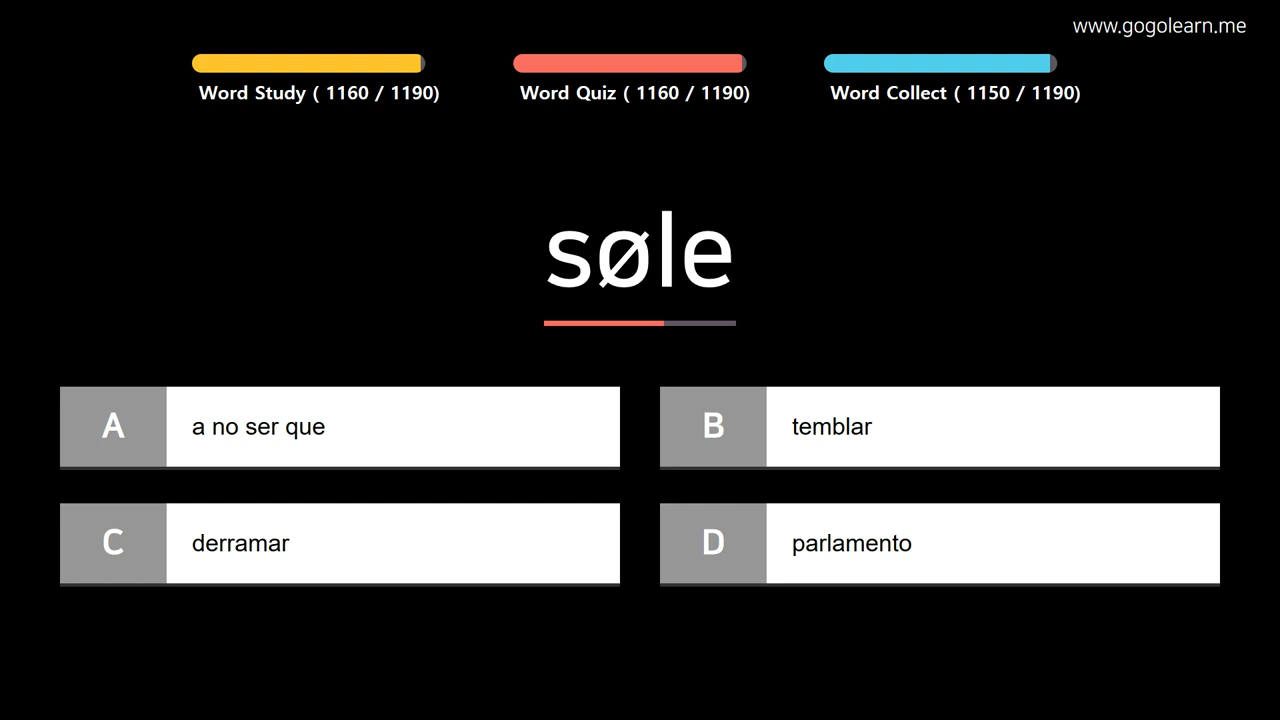 www.gogolearn.me
Word Study ( 1160 / 1190)
Word Quiz ( 1160 / 1190)
Word Collect ( 1150 / 1190)
søle
A
a no ser que
B
temblar
C
derramar
D
parlamento